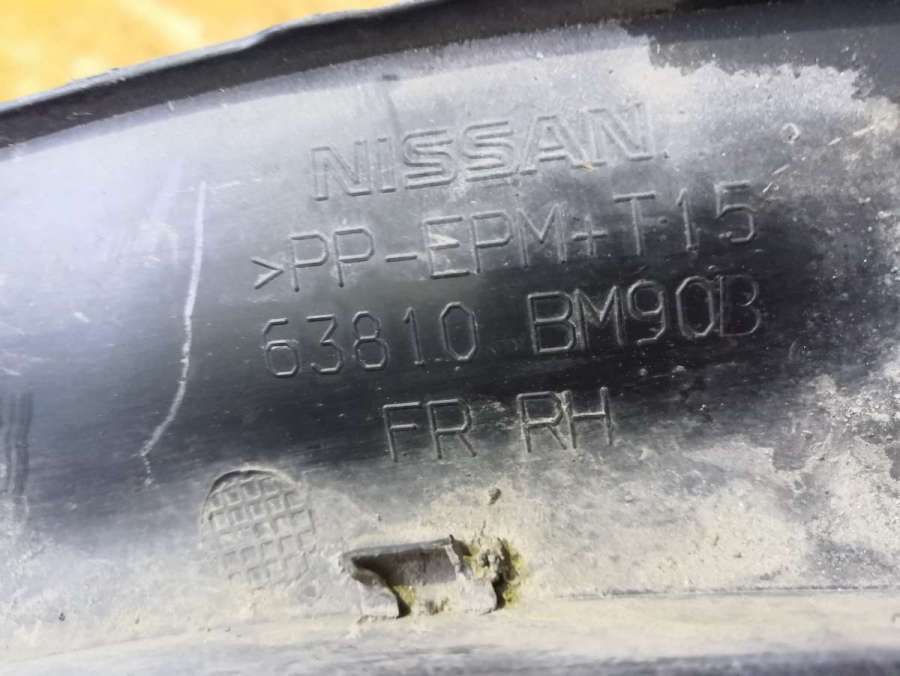 NISSAN
>PP-EPM+T15
63810 BM90B
FR RH